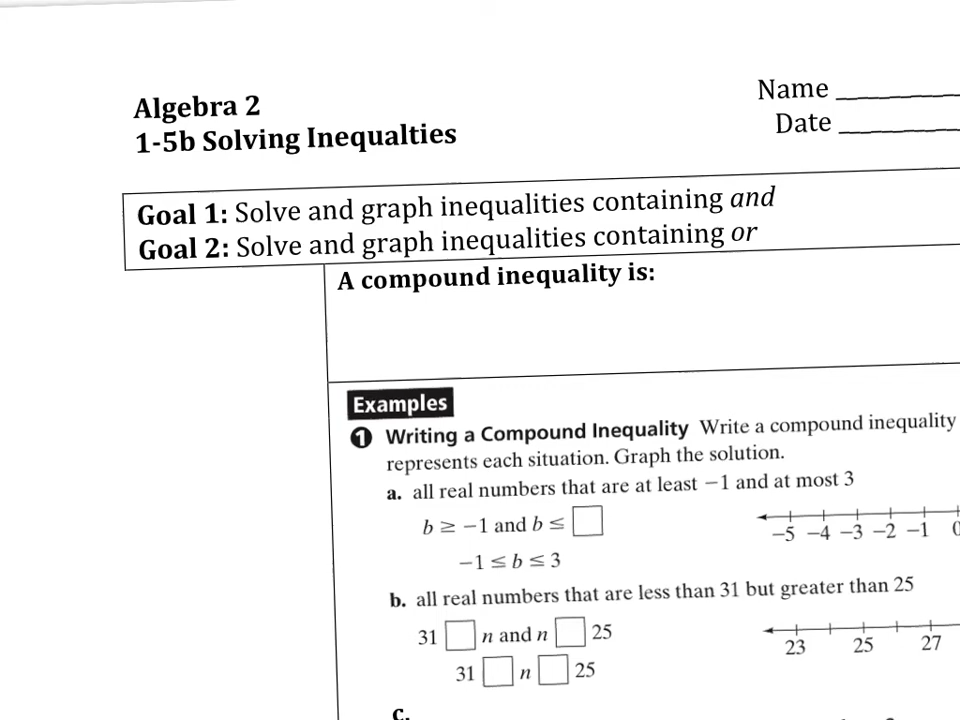 Algebra 2
1-5b Solving Inequalties
Name
Date
Goal 1: Solve and graph inequalities containing and
Goal 2: Solve and graph inequalities containing or
A compound inequality is:
Examples
1 Writing a Compound Inequality Write a compound inequality
represents each situation. Graph the solution.
a. all real numbers that are at least −1 and at most 3
b ≥ −1 and b ≤ □
−5 −4 −3 −2 −1 0
−1 ≤ b ≤ 3
b. all real numbers that are less than 31 but greater than 25
31 □ n and n □ 25
23 25 27
31 □ n □ 25
c.